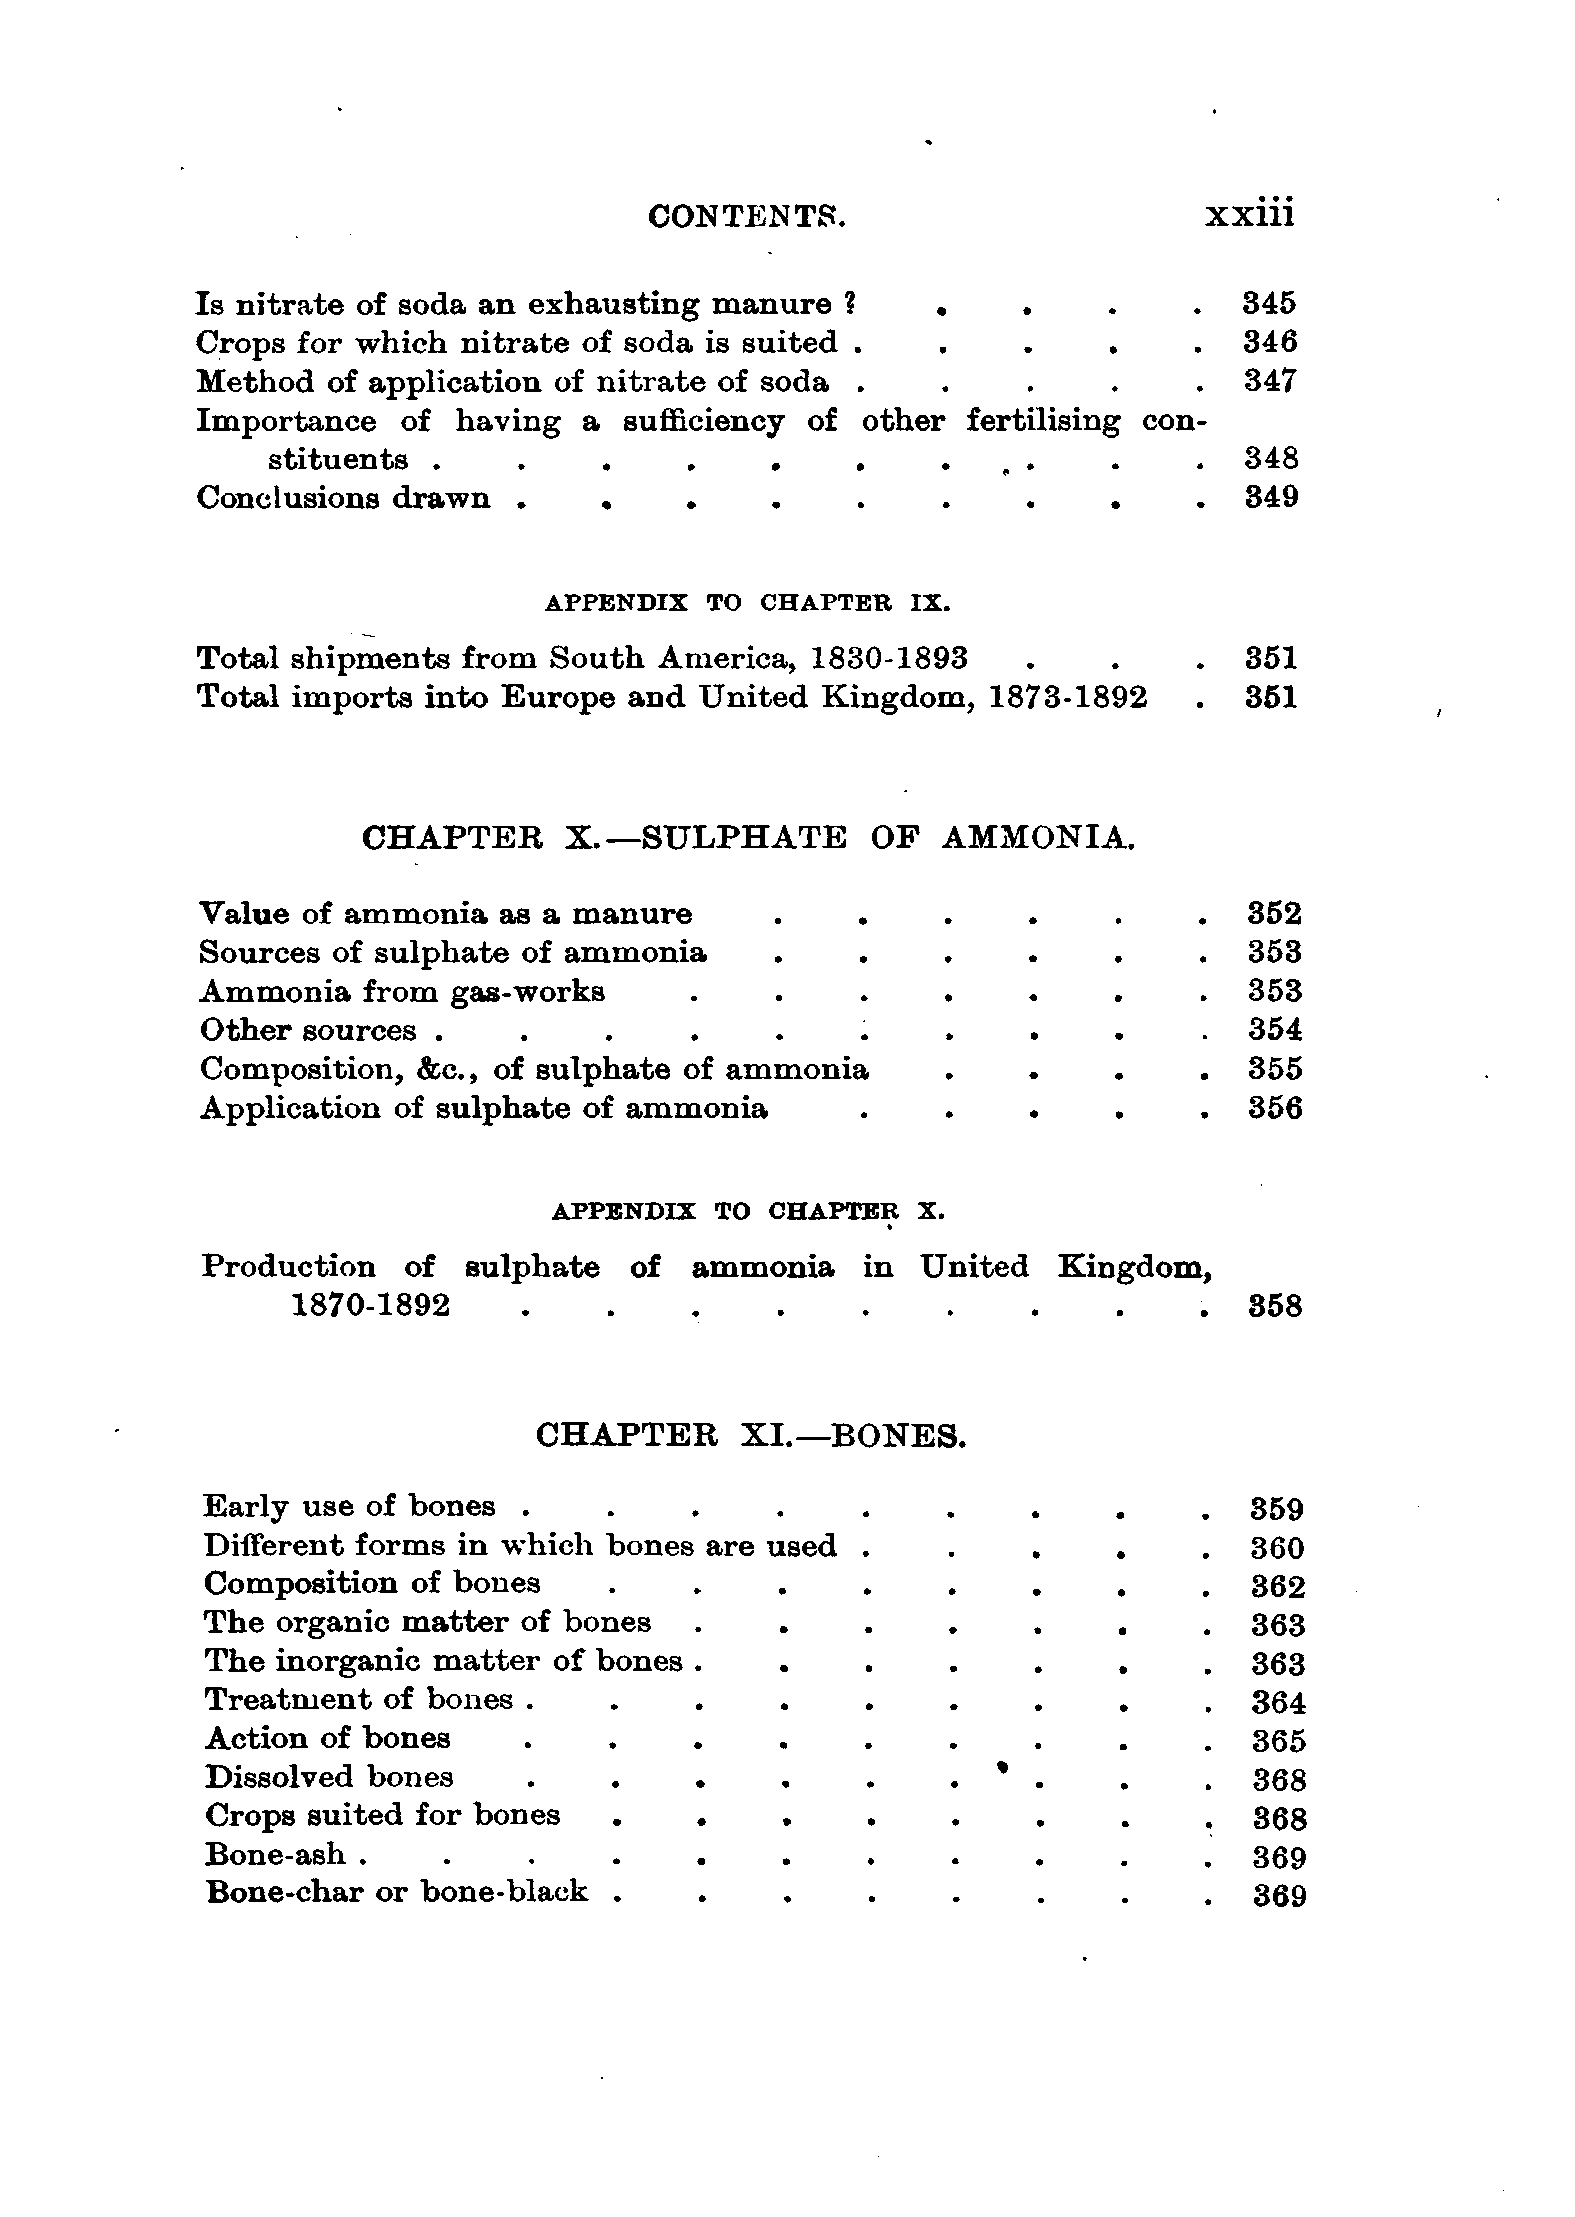 CONTENTS. xxiii
Is nitrate of soda an exhausting manure ? . . . . 345
Crops for which nitrate of soda is suited . . . . . 346
Method of application of nitrate of soda . . . . . 347
Importance of having a sufficiency of other fertilising con-
stituents . . . . . . . . . . 348
Conclusions drawn . . . . . . . . . 349
APPENDIX TO CHAPTER IX.
Total shipments from South America, 1830-1893 . . . 351
Total imports into Europe and United Kingdom, 1873-1892 . 351
CHAPTER X.—SULPHATE OF AMMONIA.
Value of ammonia as a manure . . . . . . 352
Sources of sulphate of ammonia . . . . . . 353
Ammonia from gas-works . . . . . . . 353
Other sources . . . . . . . . . . 354
Composition, &c., of sulphate of ammonia . . . . 355
Application of sulphate of ammonia . . . . . 356
APPENDIX TO CHAPTER X.
Production of sulphate of ammonia in United Kingdom,
1870-1892 . . . . . . . . . 358
CHAPTER XI.—BONES.
Early use of bones . . . . . . . . . 359
Different forms in which bones are used . . . . . 360
Composition of bones . . . . . . . . 362
The organic matter of bones . . . . . . . 363
The inorganic matter of bones . . . . . . . 363
Treatment of bones . . . . . . . . . 364
Action of bones . . . . . . . . . 365
Dissolved bones . . . . . . . . . 368
Crops suited for bones . . . . . . . . 368
Bone-ash . . . . . . . . . . . 369
Bone-char or bone-black . . . . . . . . 369